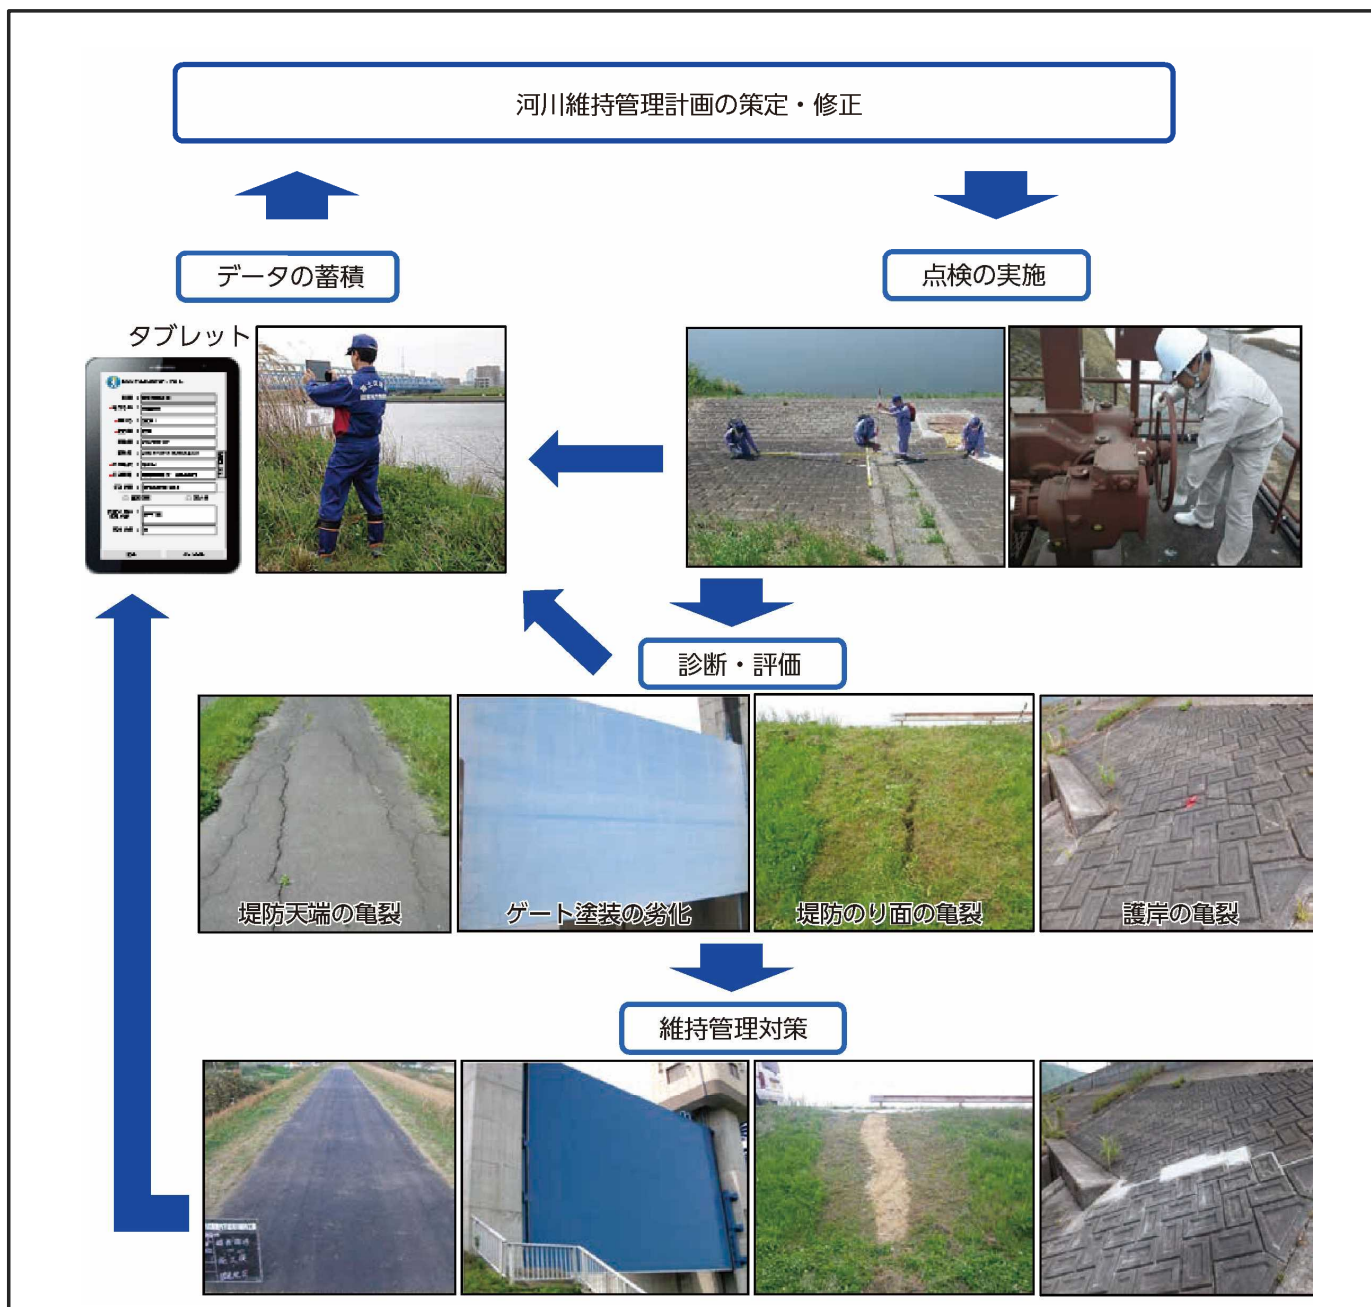 河川維持管理計画の策定・修正
データの蓄積
点検の実施
タブレット
診断・評価
堤防天端の亀裂
ゲート塗装の劣化
堤防のり面の亀裂
護岸の亀裂
維持管理対策